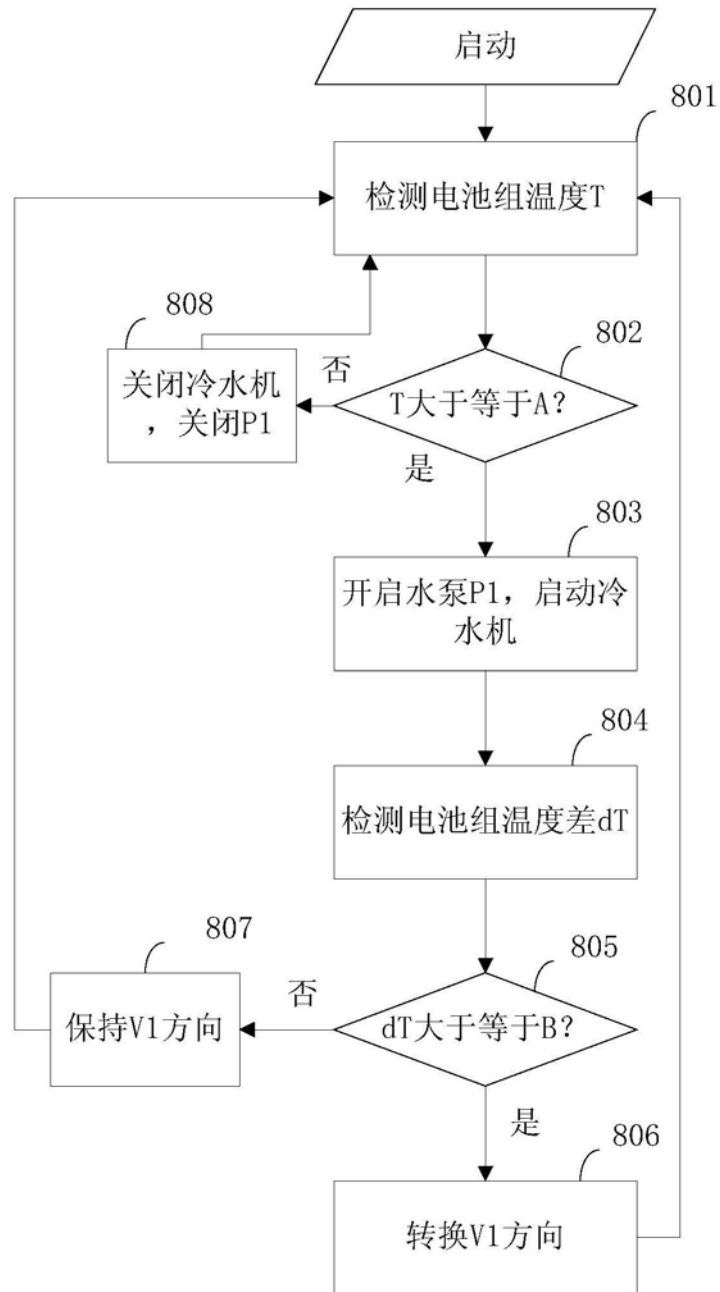 启动
801
检测电池组温度T
808
802
关闭冷水机
，关闭P1
否
T大于等于A？
是
803
开启水泵P1，启动冷
水机
804
检测电池组温度差dT
807
805
保持V1方向
否
dT大于等于B？
是
806
转换V1方向